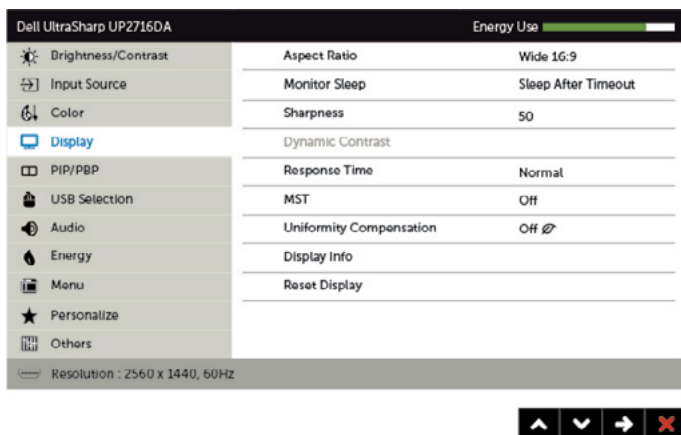 Dell UltraSharp UP2716DA Energy Use
Brightness/Contrast Aspect Ratio Wide 16:9
Input Source Monitor Sleep Sleep After Timeout
Color Sharpness 50
Display Dynamic Contrast
PIP/PBP Response Time Normal
USB Selection MST Off
Audio Uniformity Compensation Off
Energy Display Info
Menu Reset Display
Personalize
Others
Resolution : 2560 x 1440, 60Hz